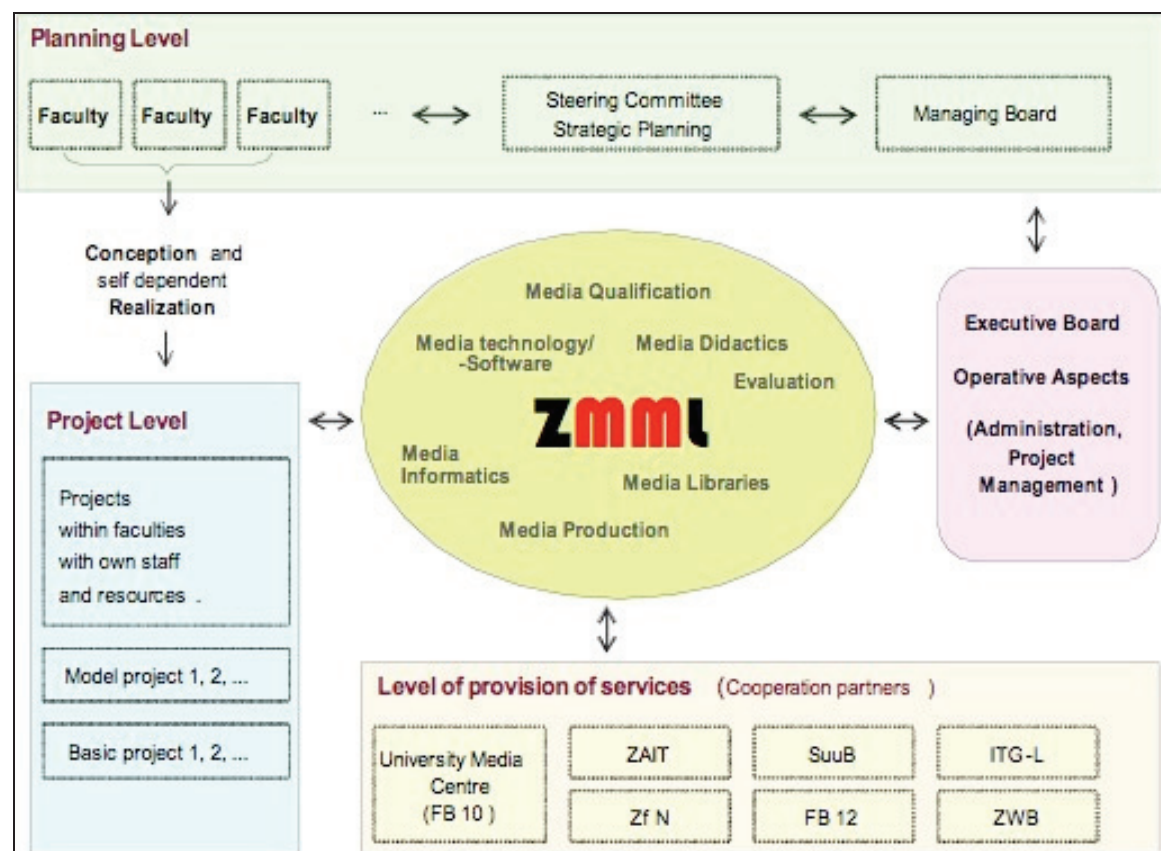 Planning Level
Faculty
Faculty
Faculty
...
Steering Committee
Strategic Planning
Managing Board
Conception and
self dependent
Realization
Media Qualification
Media technology/
-Software
Media Didactics
Evaluation
zmml
Media
Informatics
Media Libraries
Media Production
Executive Board
Operative Aspects
(Administration,
Project
Management )
Project Level
Projects
within faculties
with own staff
and resources .
Model project 1, 2, ...
Basic project 1, 2, ...
Level of provision of services (Cooperation partners )
University Media
Centre
(FB 10 )
ZAIT
SuuB
ITG-L
Zf N
FB 12
ZWB